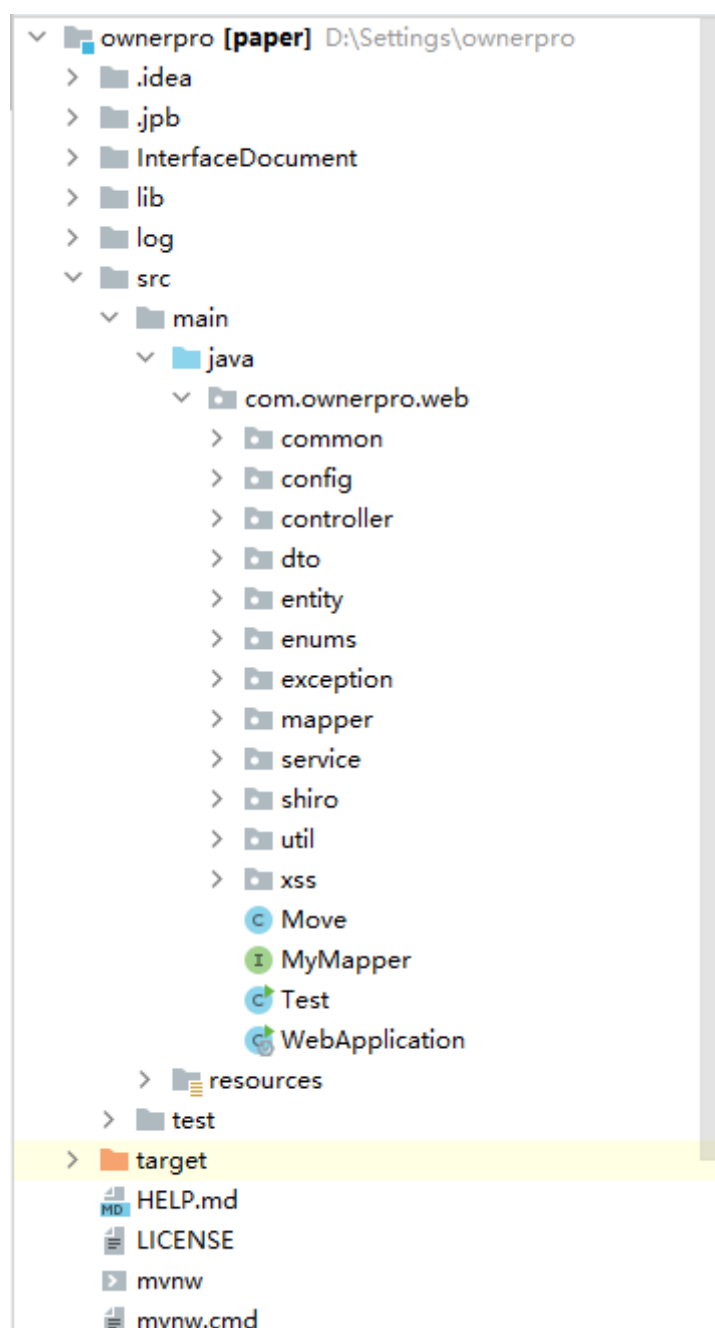 ownerpro [paper] D:\Settings\ownerpro
.idea
.jpb
InterfaceDocument
lib
log
src
main
java
com.ownerpro.web
common
config
controller
dto
entity
enums
exception
mapper
service
shiro
util
xss
C Move
I MyMapper
C Test
C WebApplication
resources
test
target
MD HELP.md
LICENSE
mvnw
mvnw.cmd